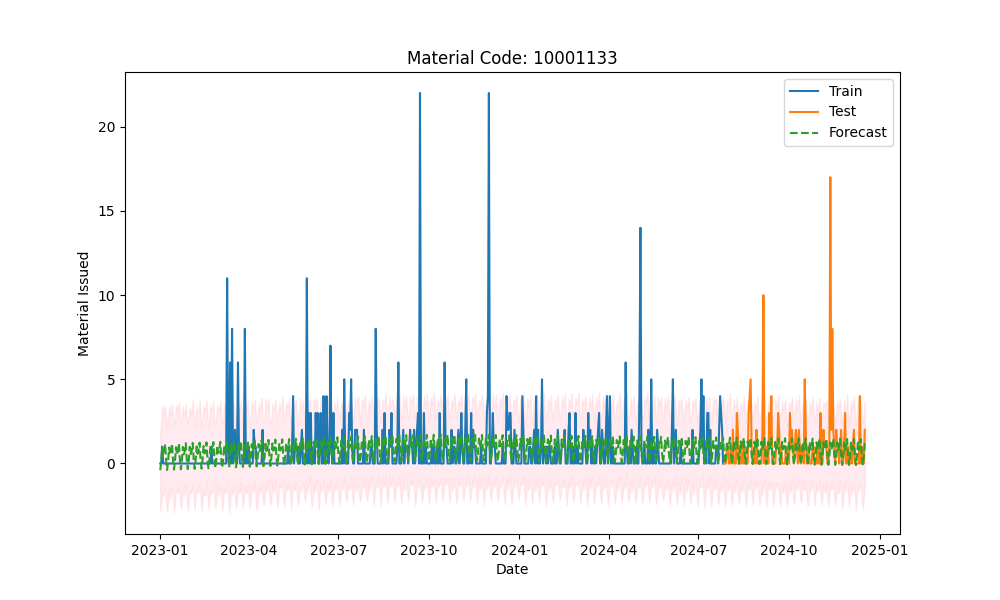 Material Code: 10001133
Train
Test
Forecast
Material Issued
20
15
10
5
0
2023-01 2023-04 2023-07 2023-10 2024-01 2024-04 2024-07 2024-10 2025-01
Date